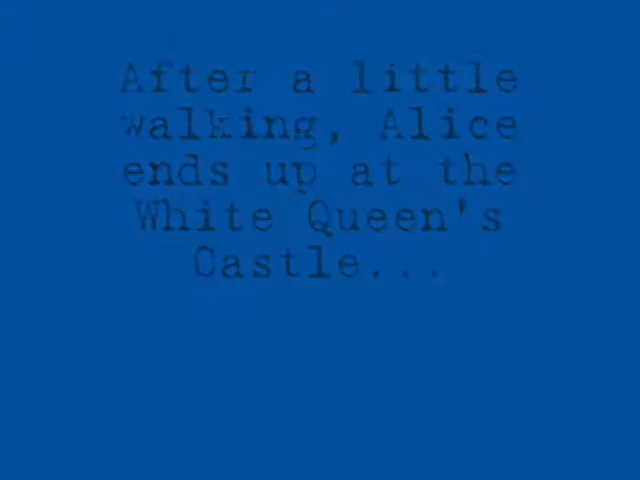 After a little
walking, Alice
ends up at the
White Queen's
Castle...